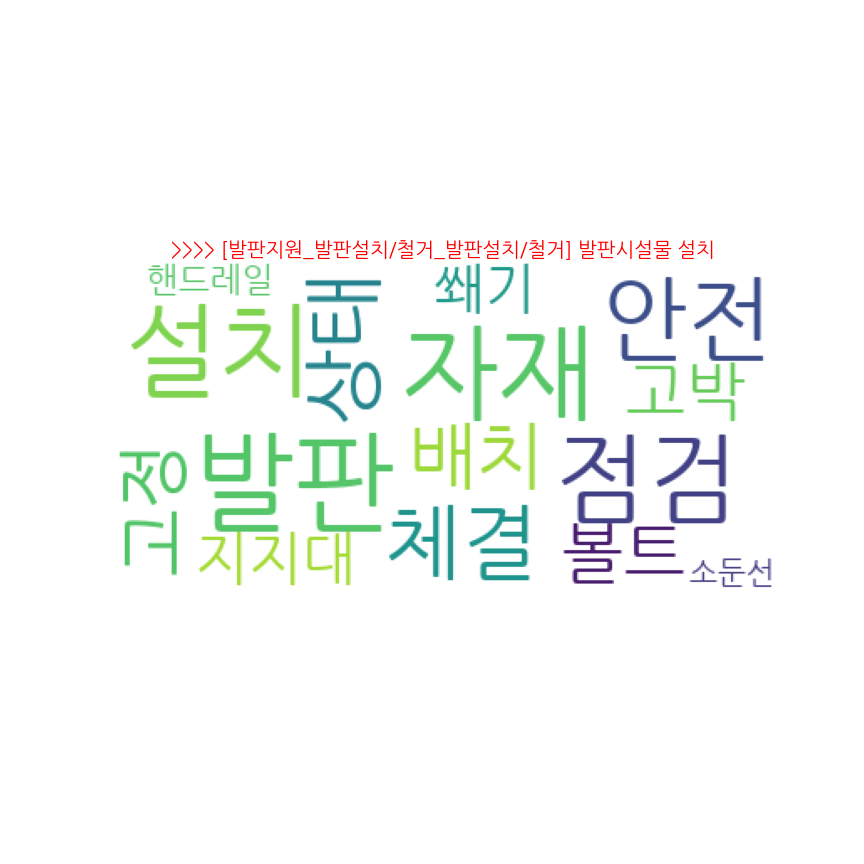 >>>> [발판지원_발판설치/철거_발판설치/철거] 발판시설물 설치
핸드레일
쐐기
상태
안전
설치
자재
고박
배치
발판
점검
고정
체결
볼트
지지대
소둔선